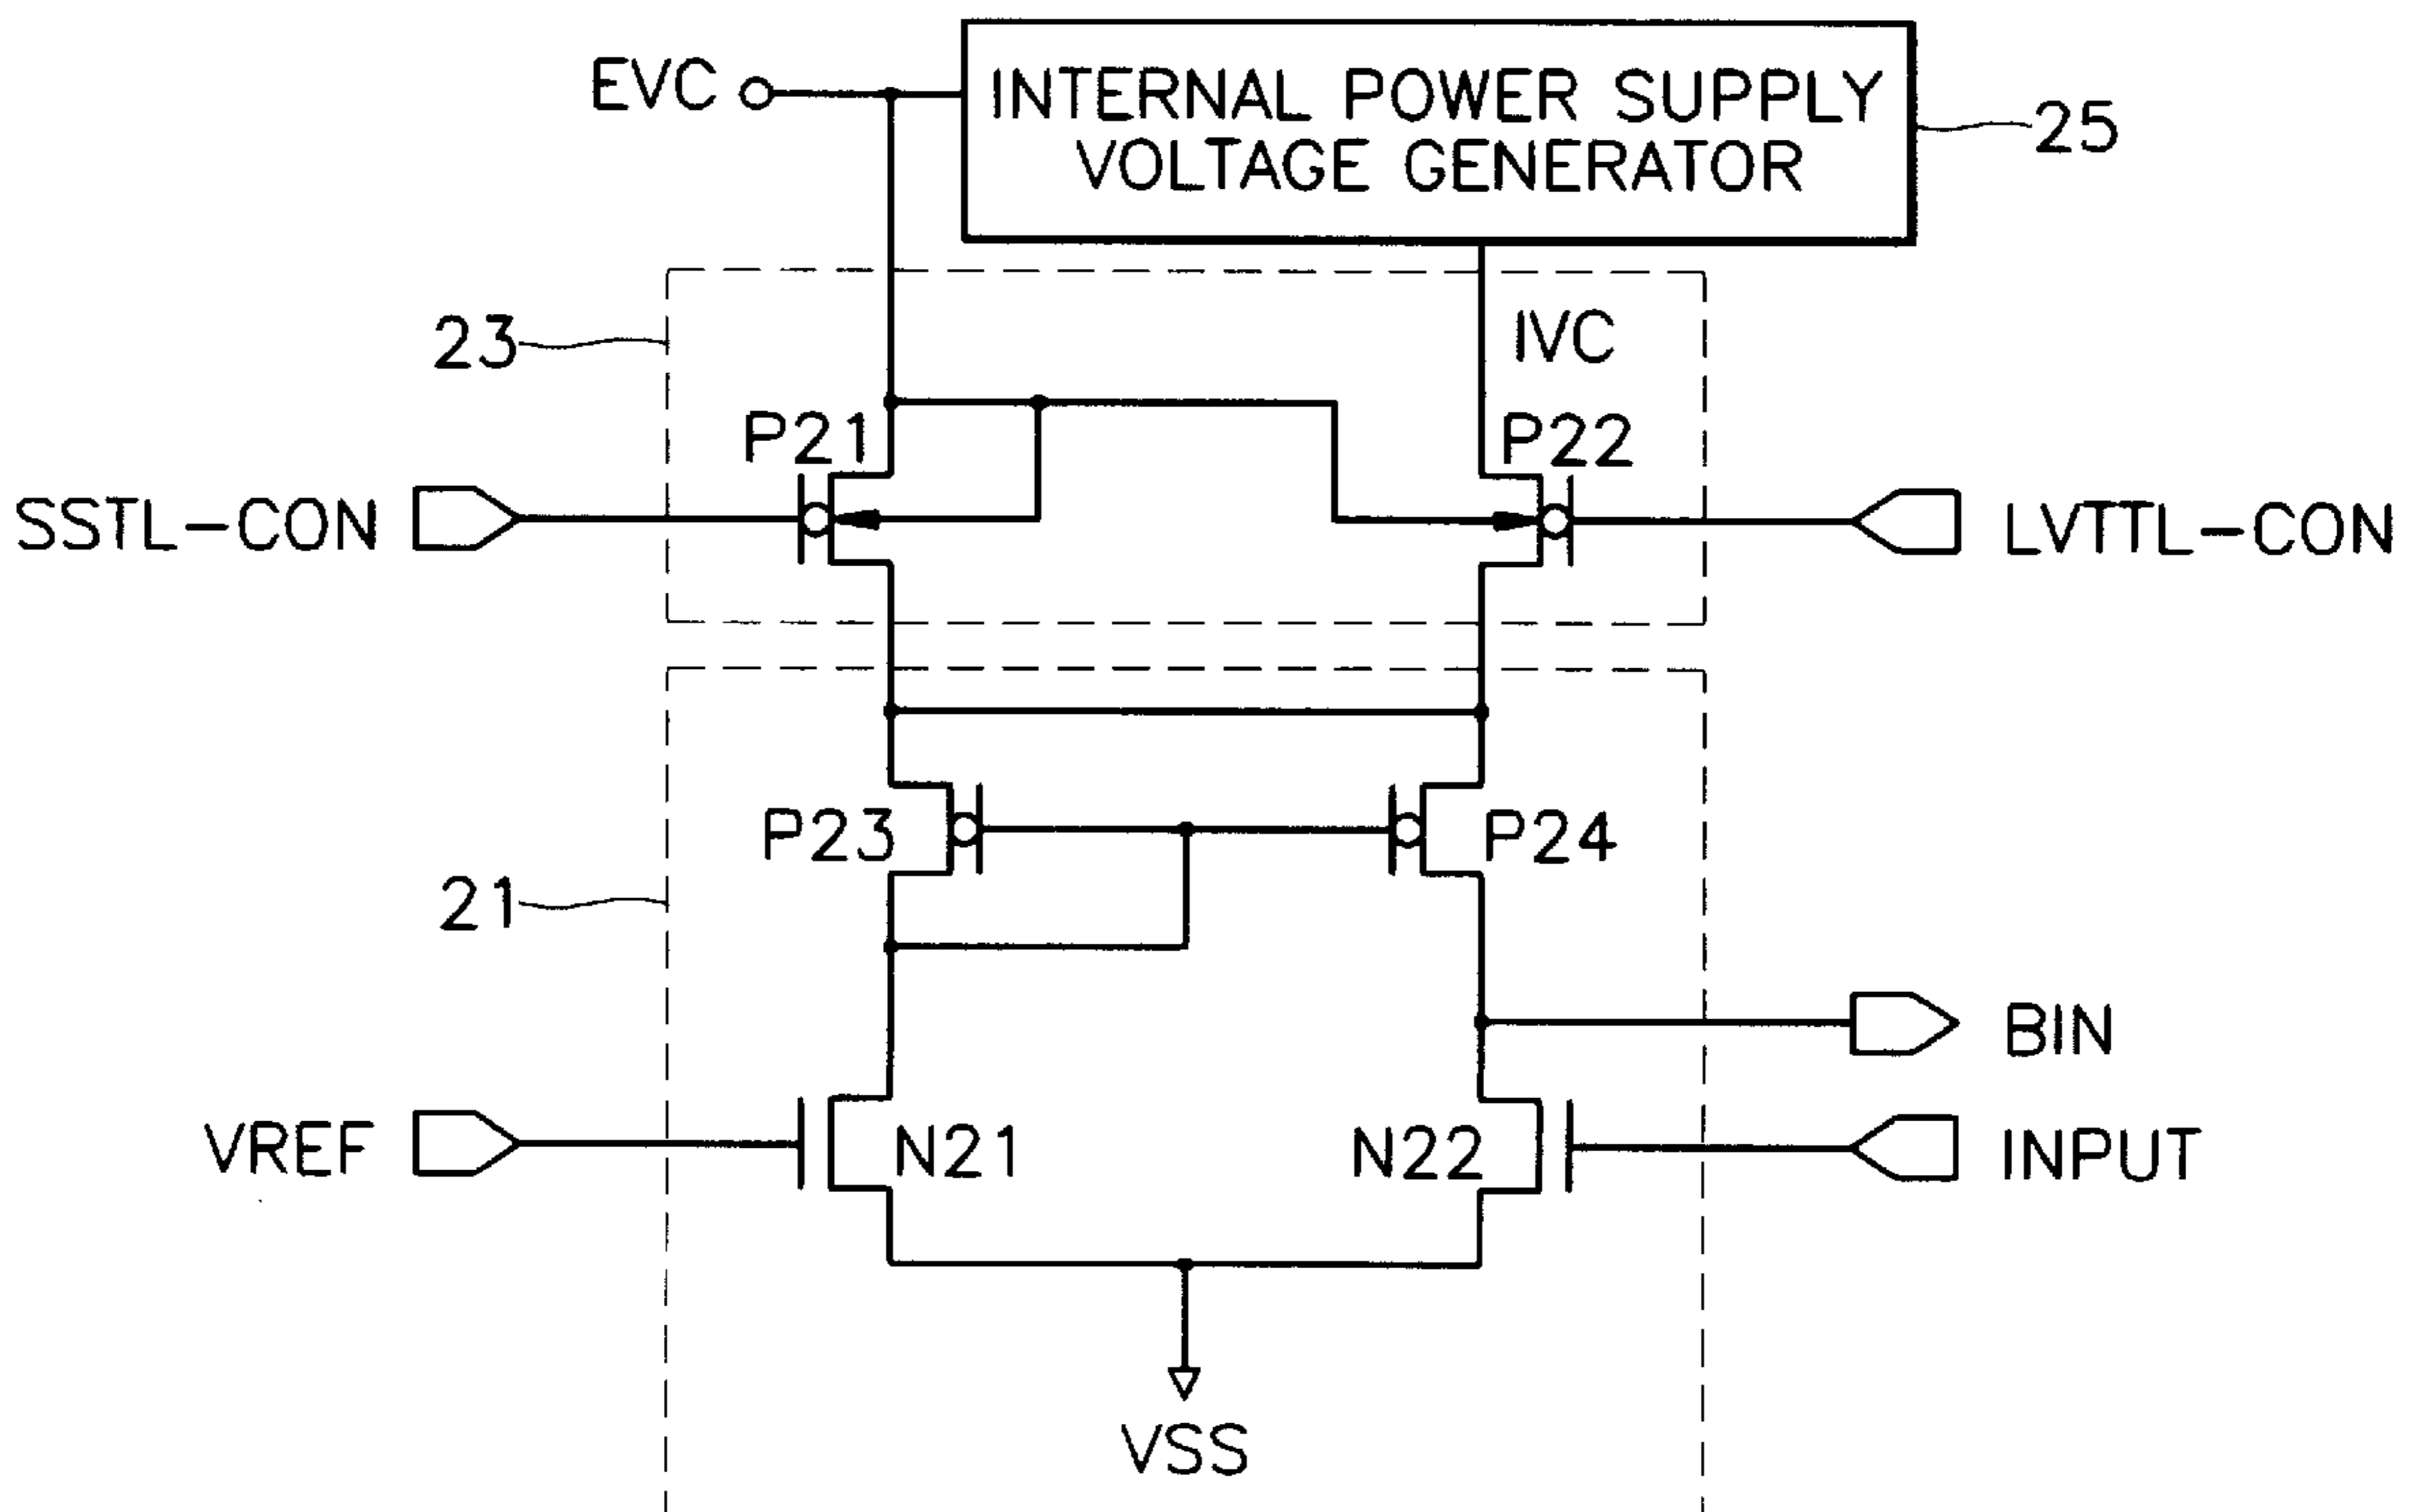 EVC
INTERNAL POWER SUPPLY
VOLTAGE GENERATOR
25
23
IVC
P21
P22
SSTL-CON
LVTTL-CON
P23
P24
21
BIN
VREF
N21
N22
INPUT
VSS